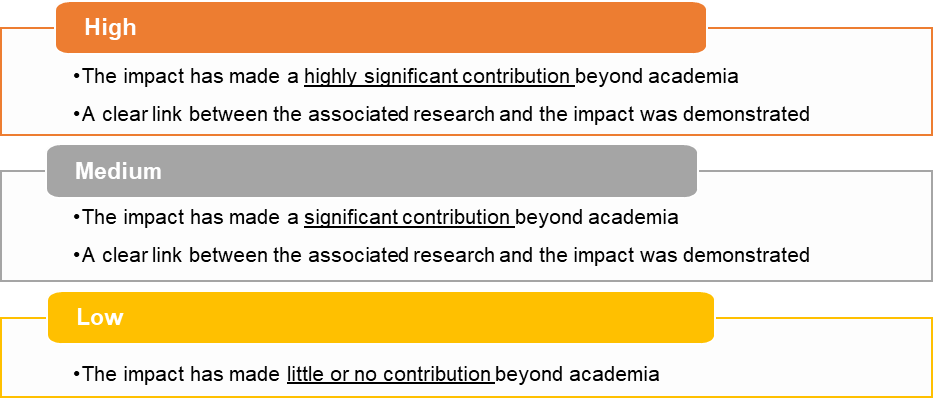 High
•The impact has made a highly significant contribution beyond academia
•A clear link between the associated research and the impact was demonstrated
Medium
•The impact has made a significant contribution beyond academia
•A clear link between the associated research and the impact was demonstrated
Low
•The impact has made little or no contribution beyond academia